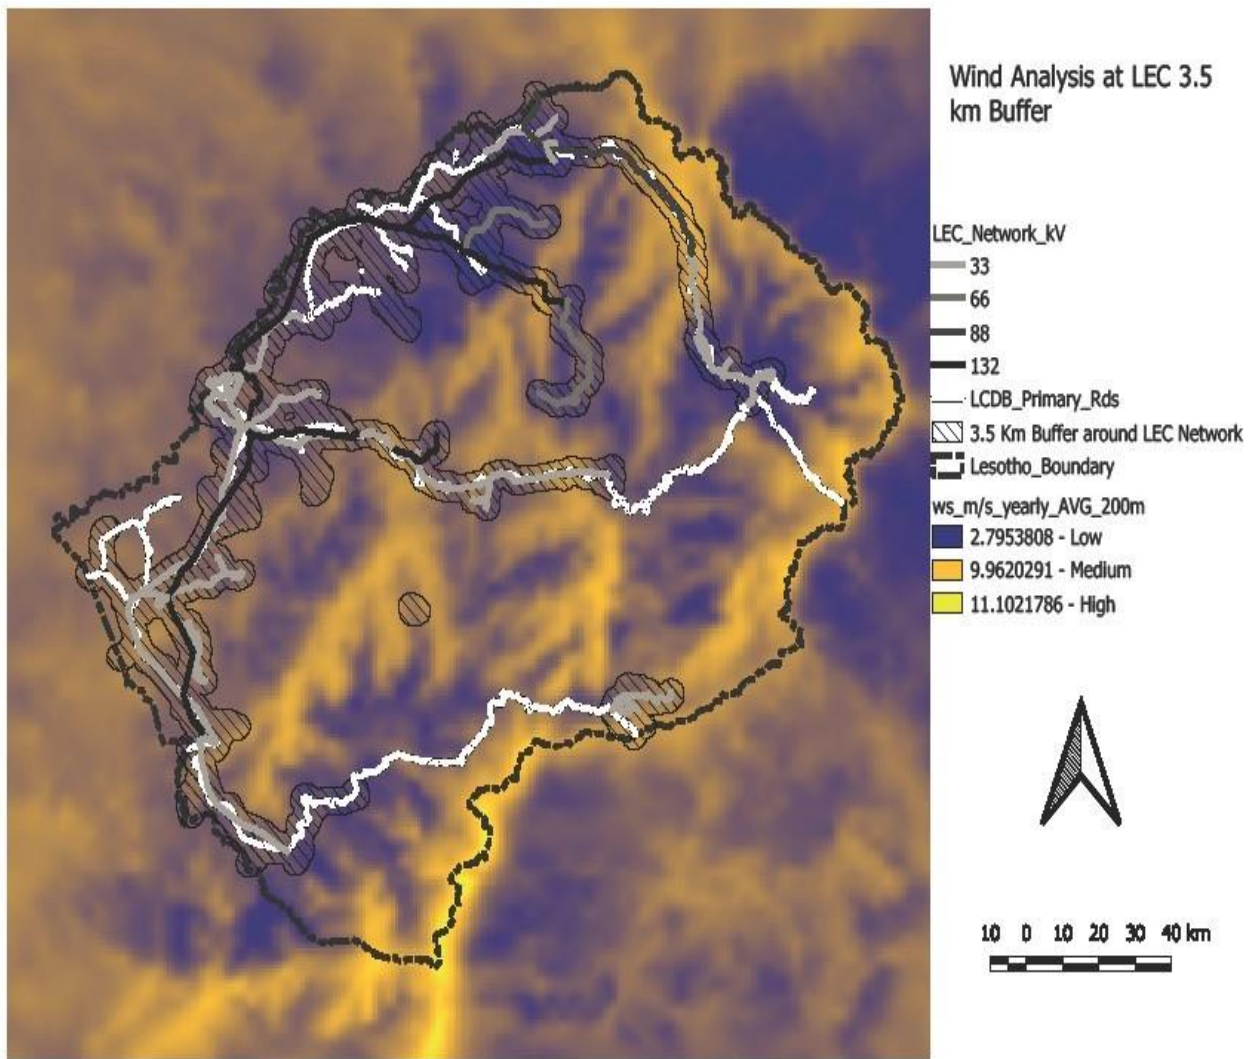 Wind Analysis at LEC 3.5
km Buffer
LEC_Network_kV
33
66
88
132
LCDB_Primary_Rds
3.5 Km Buffer around LEC Network
Lesotho_Boundary
ws_m/s_yearly_AVG_200m
2.7953808 - Low
9.9620291 - Medium
11.1021786 - High
10 0 10 20 30 40 km